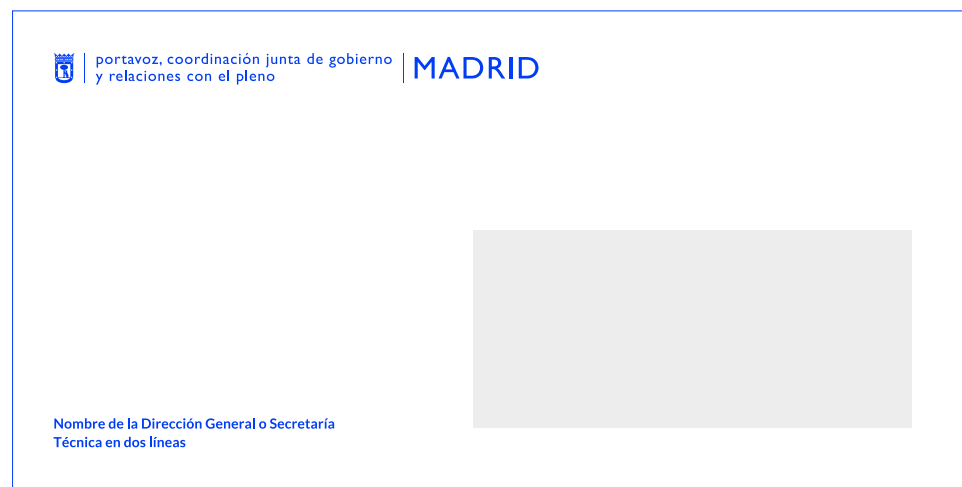 portavoz, coordinación junta de gobierno
y relaciones con el pleno
MADRID
Nombre de la Dirección General o Secretaría
Técnica en dos líneas